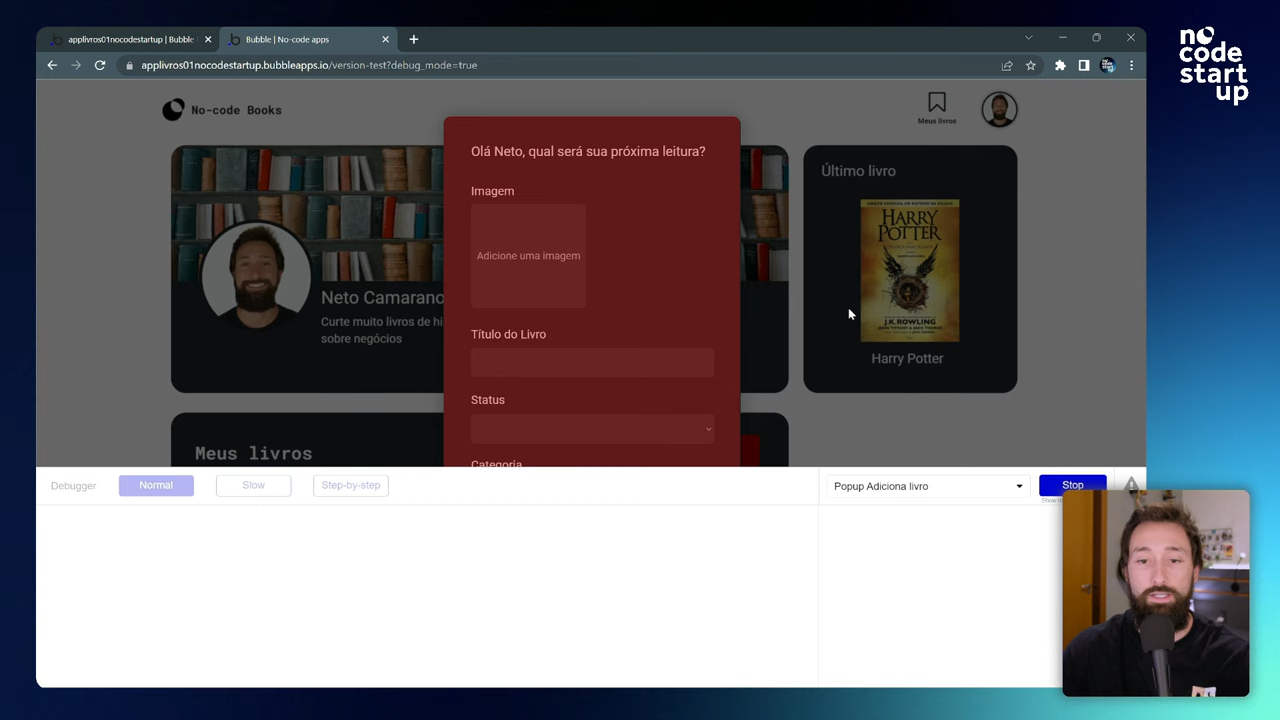 no
code
start
up
applivros01nocodestartup | Bubble
Bubble | No-code apps
applivros01nocodestartup.bubbleapps.io/version-test?debug_mode=true
No-code Books
Meus livros
Olá Neto, qual será sua próxima leitura?
Imagem
Adicione uma imagem
Título do Livro
Status
Categoria
Neto Camarano
Curte muito livros de hi
sobre negócios
Último livro
HARRY
POTTER
J.K.ROWLING
Harry Potter
Meus livros
Debugger
Normal
Slow
Step-by-step
Popup Adiciona livro
Stop